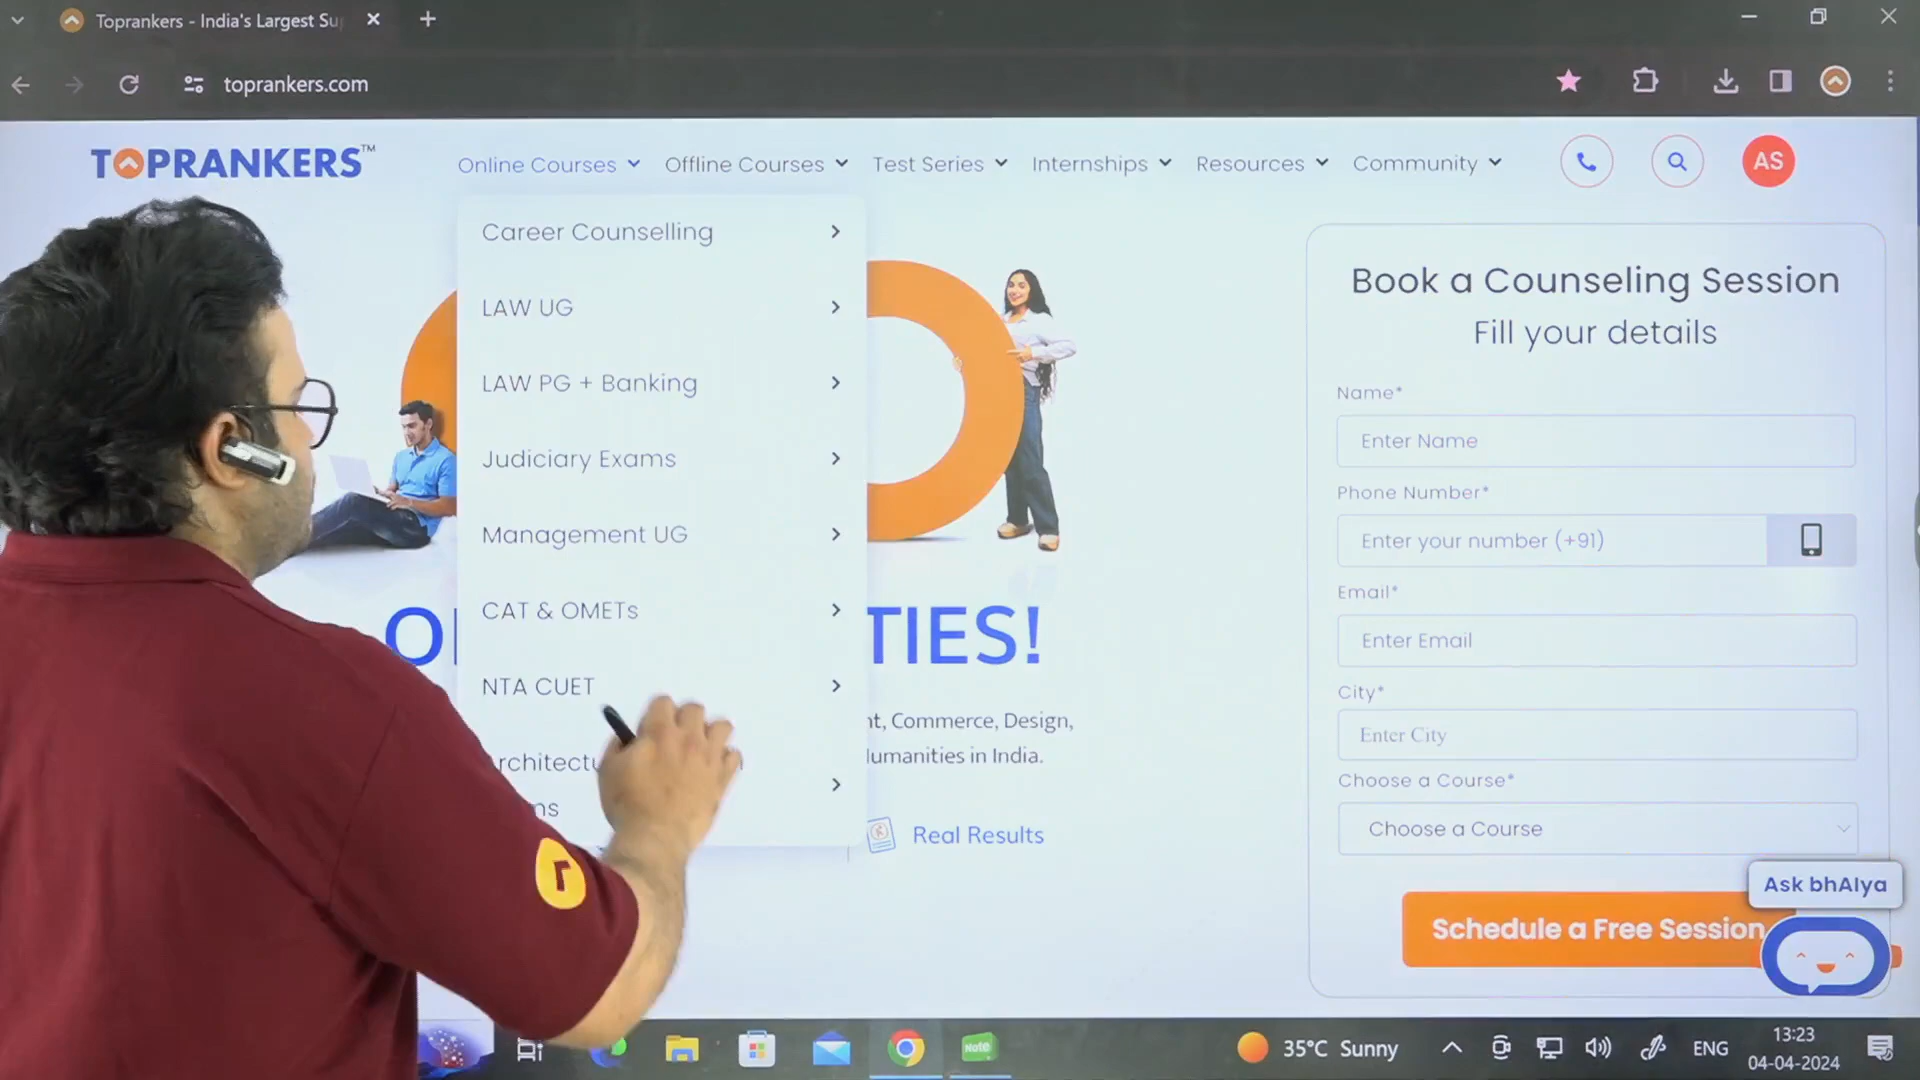 Toprankers - India's Largest Su
toprankers.com
TOPRANKERS™
Online Courses
Offline Courses
Test Series
Internships
Resources
Community
AS
Career Counselling
LAW UG
LAW PG + Banking
Judiciary Exams
Management UG
CAT & OMETs
NTA CUET
TIES!
nt, Commerce, Design,
Humanities in India.
Real Results
Book a Counseling Session
Fill your details
Name*
Enter Name
Phone Number*
Enter your number (+91)
Email*
Enter Email
City*
Enter City
Choose a Course*
Choose a Course
Ask bhAIya
Schedule a Free Session
Note
35°C Sunny
ENG
13:23
04-04-2024